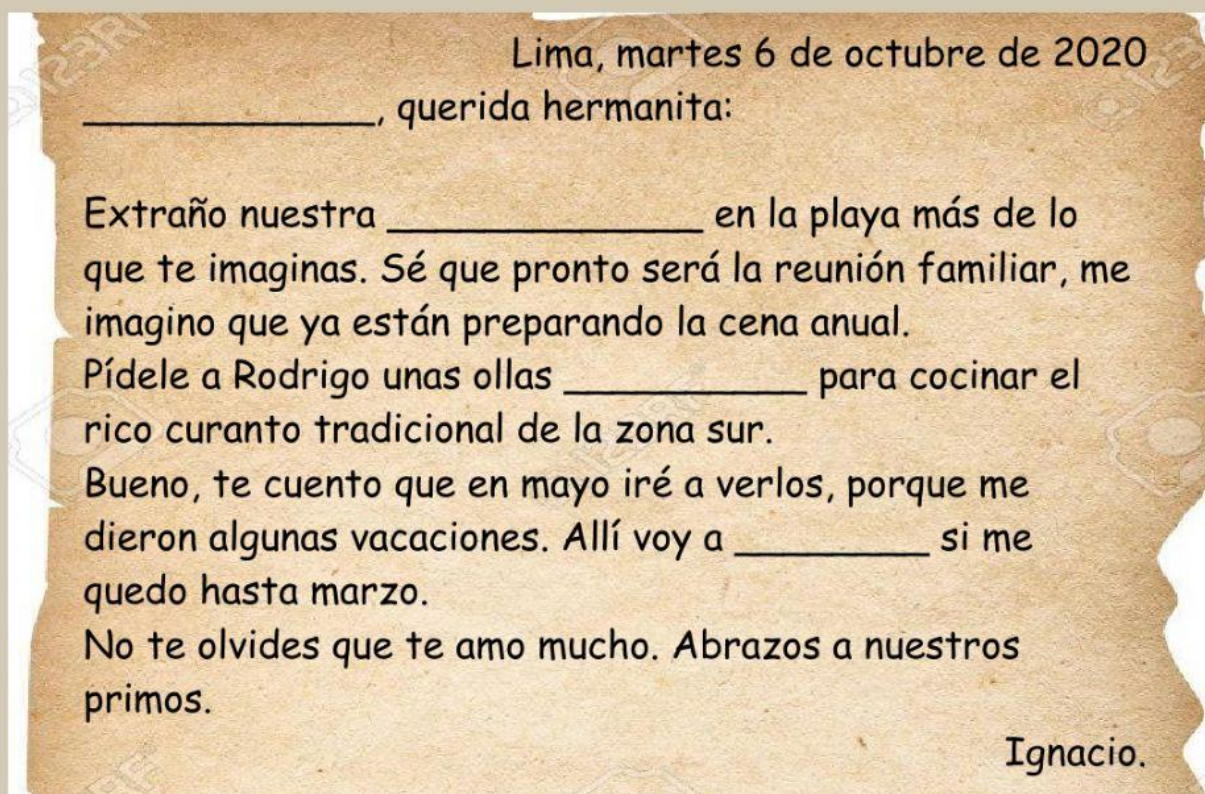 Lima, martes 6 de octubre de 2020
____________, querida hermanita:
Extraño nuestra _____________ en la playa más de lo
que te imaginas. Sé que pronto será la reunión familiar, me
imagino que ya están preparando la cena anual.
Pídele a Rodrigo unas ollas __________ para cocinar el
rico curanto tradicional de la zona sur.
Bueno, te cuento que en mayo iré a verlos, porque me
dieron algunas vacaciones. Allí voy a ________ si me
quedo hasta marzo.
No te olvides que te amo mucho. Abrazos a nuestros
primos.
Ignacio.